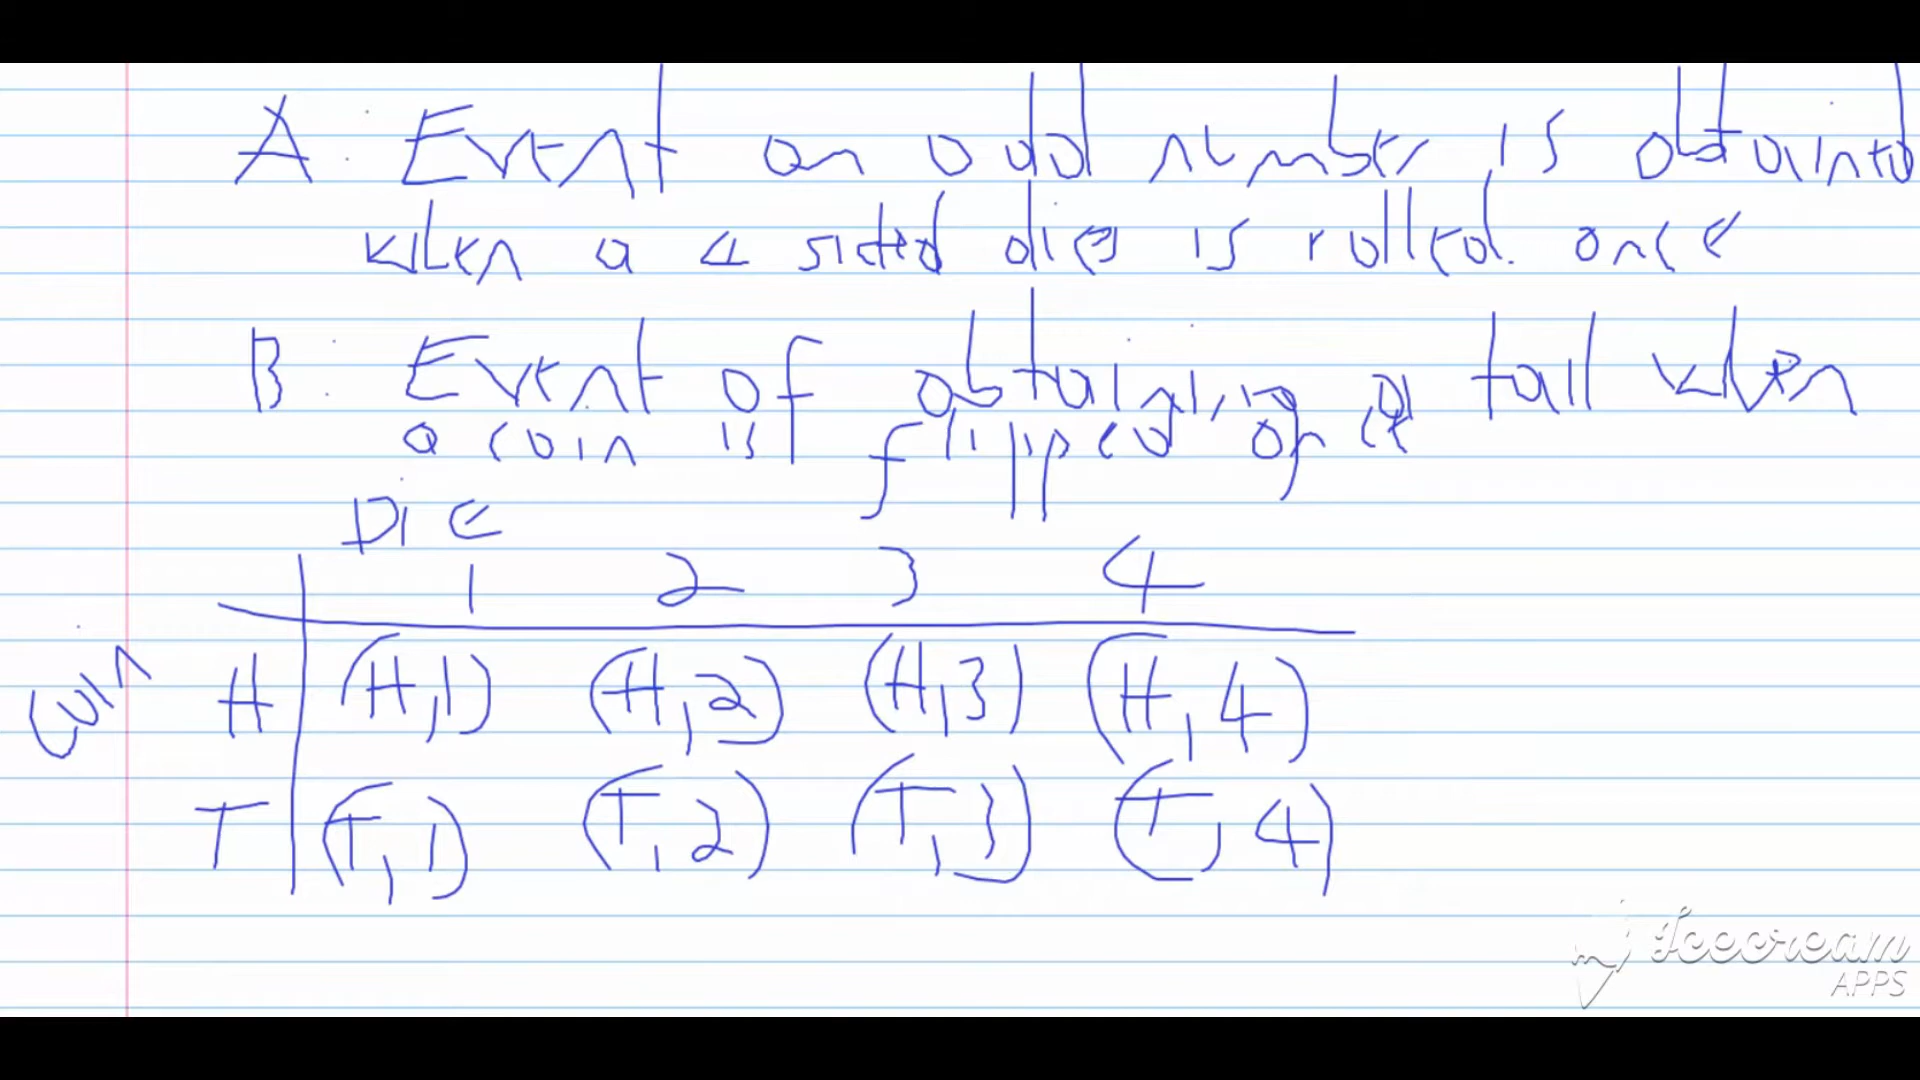 A: Event an odd number is obtained
when a 4 sided dies is rolled once
B: Event of obtaining a tail when
a coin is flipped once
DIE
1 2 3 4
Coin H (H,1) (H,2) (H,3) (H,4)
T (T,1) (T,2) (T,3) (T,4)
Icecream
APPS